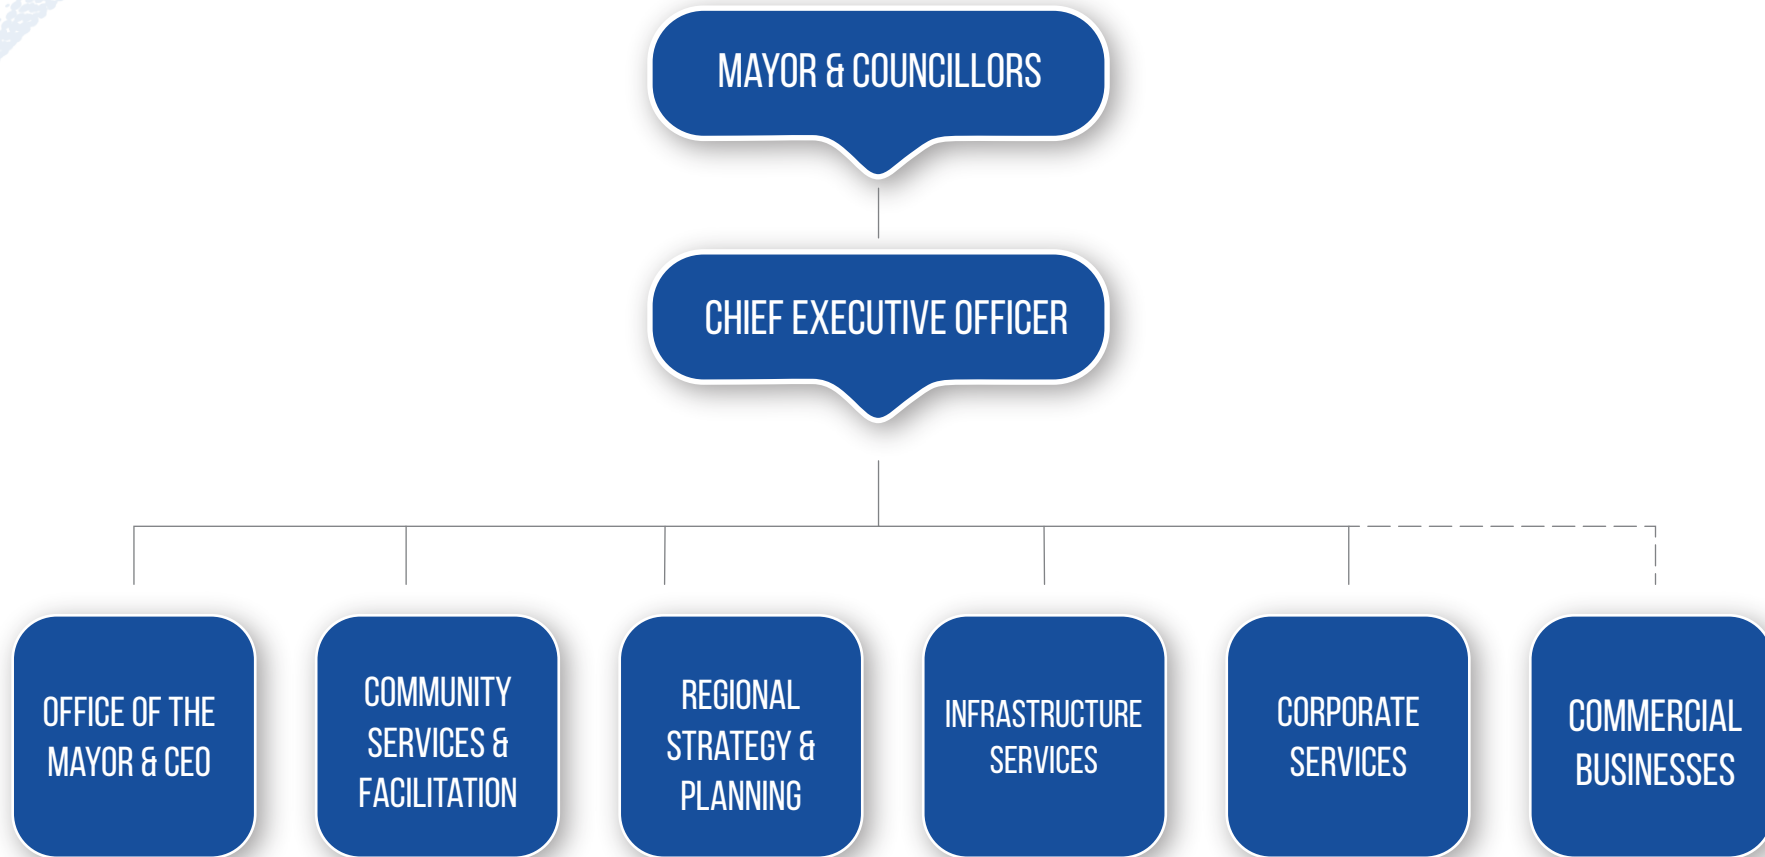 MAYOR & COUNCILLORS
CHIEF EXECUTIVE OFFICER
OFFICE OF THE
MAYOR & CEO
COMMUNITY
SERVICES &
FACILITATION
REGIONAL
STRATEGY &
PLANNING
INFRASTRUCTURE
SERVICES
CORPORATE
SERVICES
COMMERCIAL
BUSINESSES